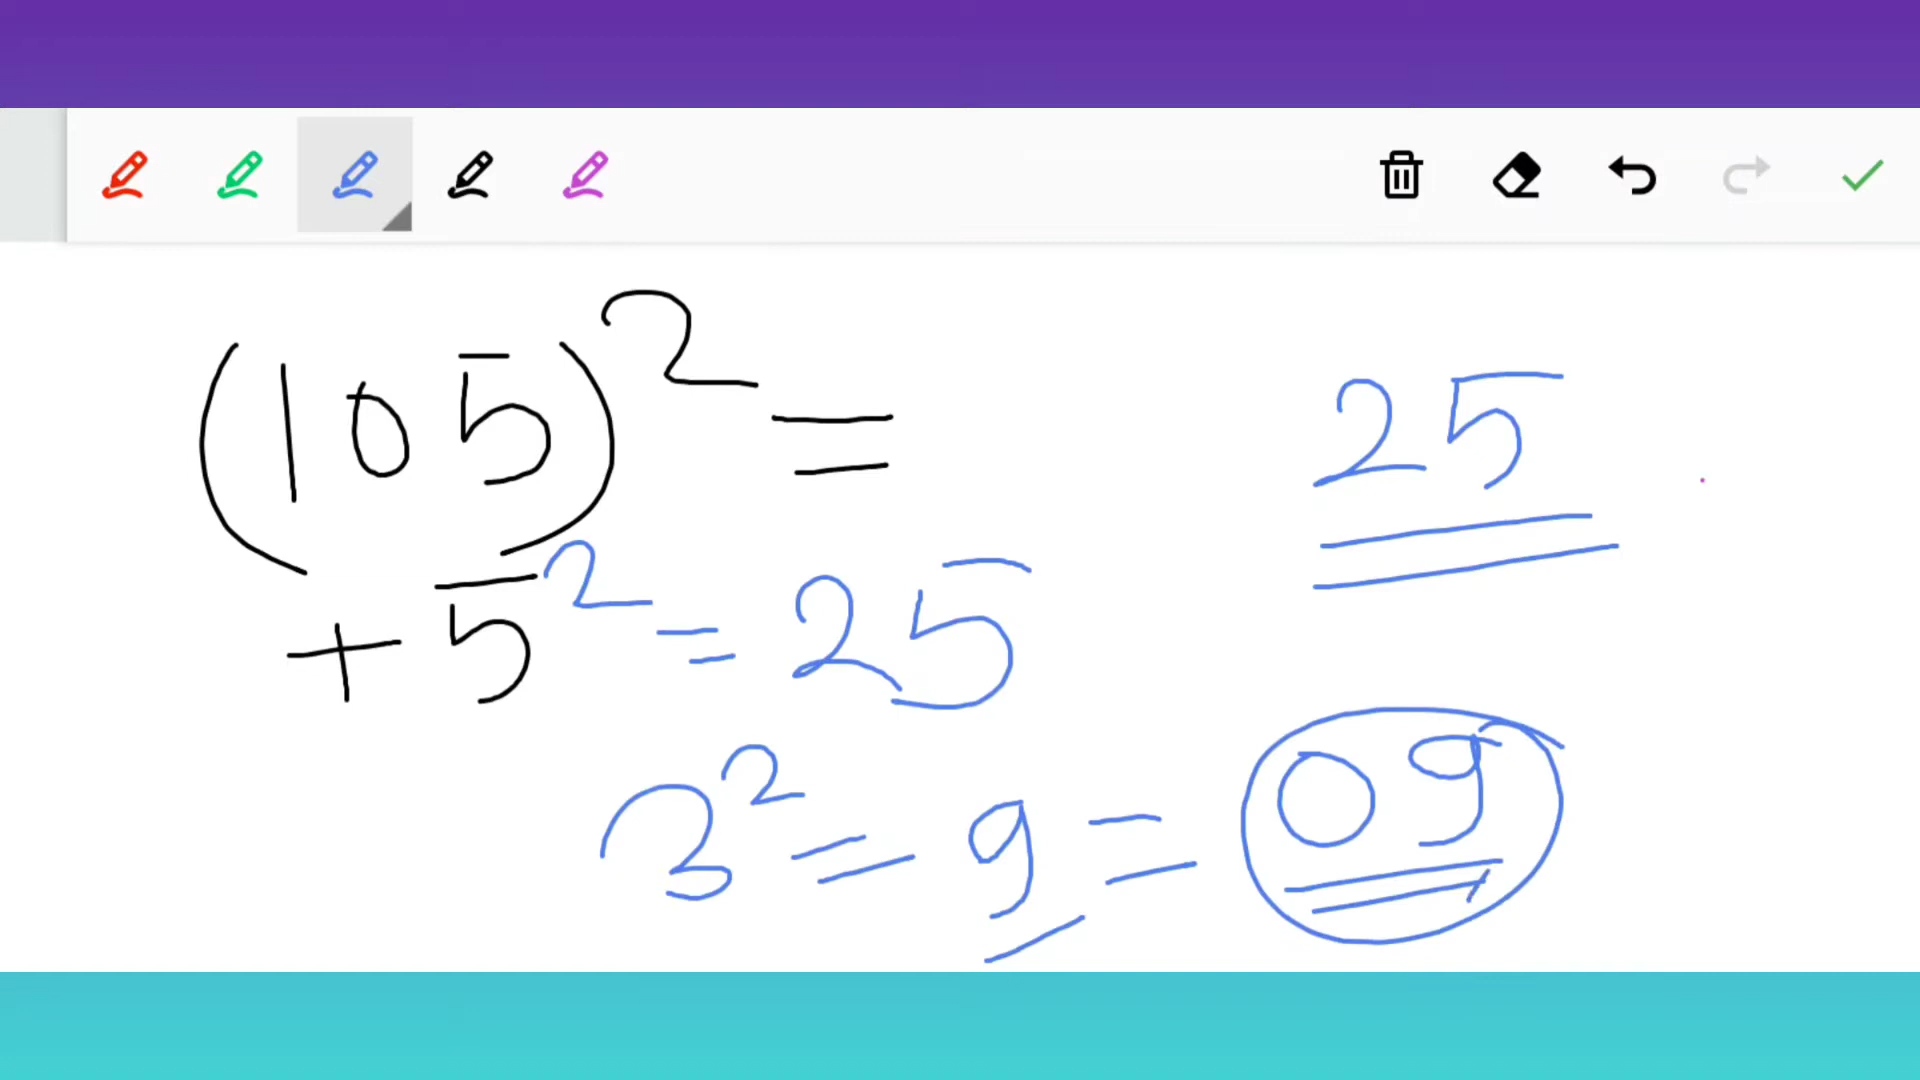 (105)² =
25
+5² = 25
3² = 9 = 09